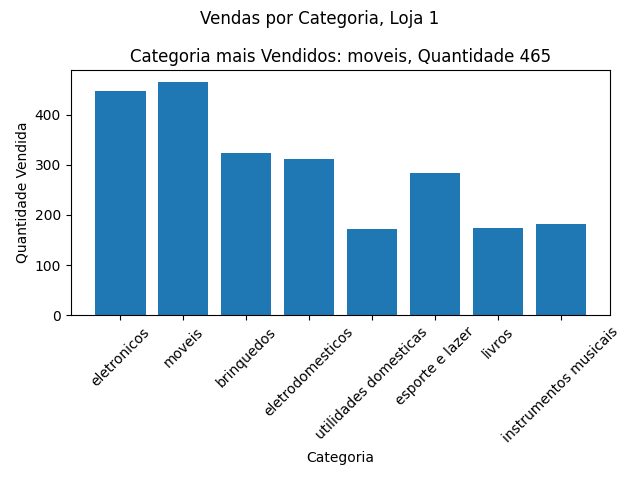 Vendas por Categoria, Loja 1
Categoria mais Vendidos: moveis, Quantidade 465
Quantidade Vendida
400
300
200
100
0
eletronicos
moveis
brinquedos
eletrodomesticos
utilidades domesticas
esporte e lazer
livros
instrumentos musicais
Categoria